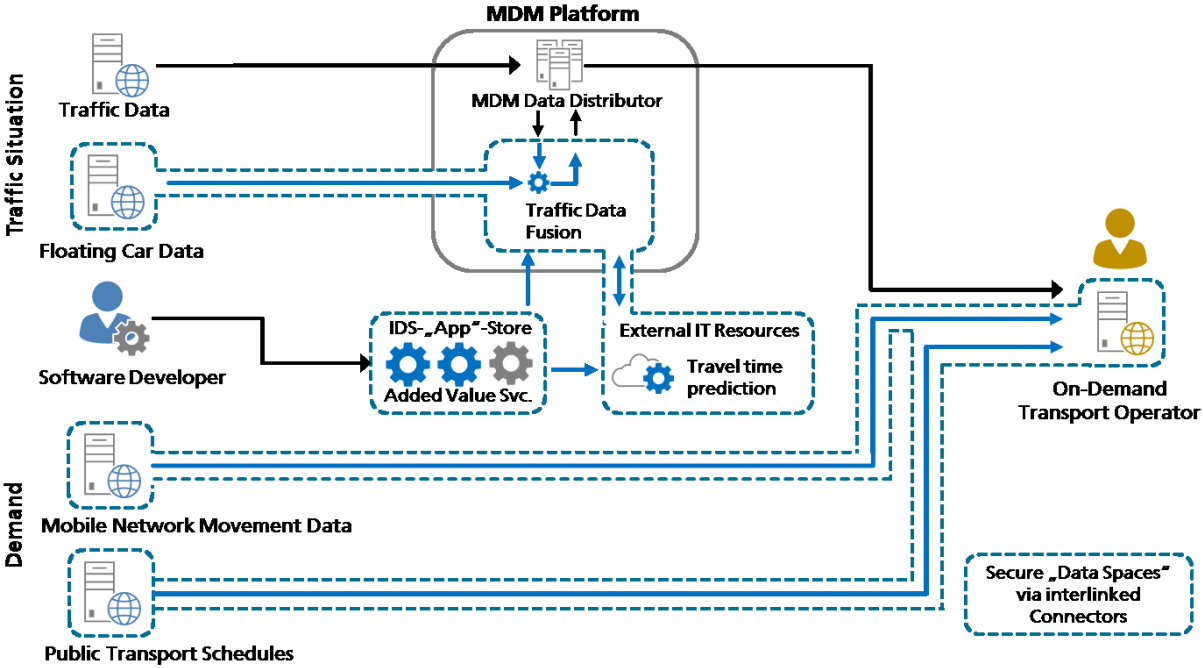 MDM Platform
Traffic Situation
Traffic Data
MDM Data Distributor
Floating Car Data
Traffic Data
Fusion
Software Developer
IDS-„App“-Store
Added Value Svc.
External IT Resources
Travel time
prediction
On-Demand
Transport Operator
Demand
Mobile Network Movement Data
Public Transport Schedules
Secure „Data Spaces“
via interlinked
Connectors